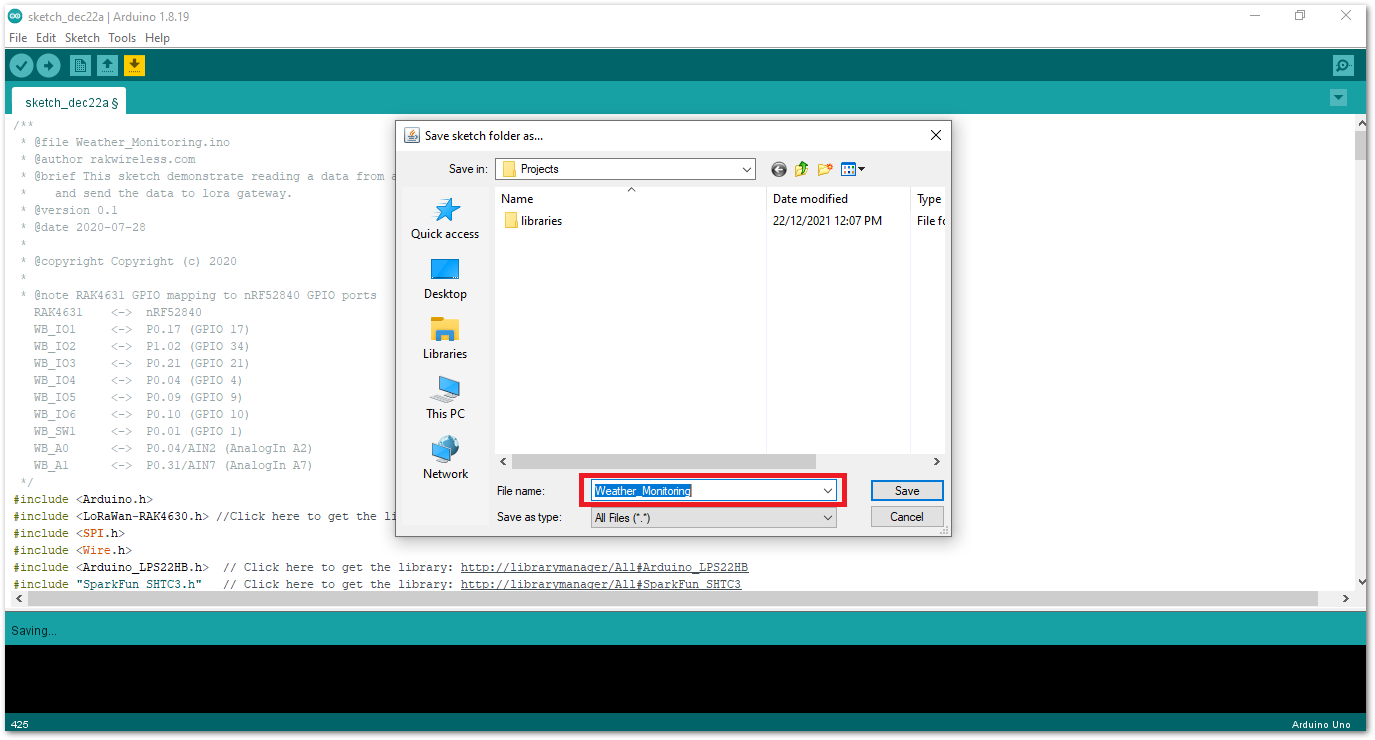 sketch_dec22a | Arduino 1.8.19
File Edit Sketch Tools Help
sketch_dec22a §
/**
* @file Weather_Monitoring.ino
* @author rakwireless.com
* @brief This sketch demonstrate reading a data from a
* and send the data to lora gateway.
* @version 0.1
* @date 2020-07-28
*
* @copyright Copyright (c) 2020
*
* @note RAK4631 GPIO mapping to nRF52840 GPIO ports
RAK4631 <-> nRF52840
WB_IO1 <-> P0.17 (GPIO 17)
WB_IO2 <-> P1.02 (GPIO 34)
WB_IO3 <-> P0.21 (GPIO 21)
WB_IO4 <-> P0.04 (GPIO 4)
WB_IO5 <-> P0.09 (GPIO 9)
WB_IO6 <-> P0.10 (GPIO 10)
WB_SW1 <-> P0.01 (GPIO 1)
WB_A0 <-> P0.04/AIN2 (AnalogIn A2)
WB_A1 <-> P0.31/AIN7 (AnalogIn A7)
*/
#include <Arduino.h>
#include <LoRaWan-RAK4630.h> //Click here to get the li
#include <SPI.h>
#include <Wire.h>
#include <Arduino_LPS22HB.h> // Click here to get the library: http://librarymanager/All#Arduino_LPS22HB
#include "SparkFun_SHTC3.h" // Click here to get the library: http://librarymanager/All#SparkFun_SHTC3
Save sketch folder as...
Save in: Projects
Quick access
Desktop
Libraries
This PC
Network
Name Date modified Type
libraries 22/12/2021 12:07 PM File fo
File name: Weather_Monitoring Save
Save as type: All Files (*.*) Cancel
Saving...
425 Arduino Uno